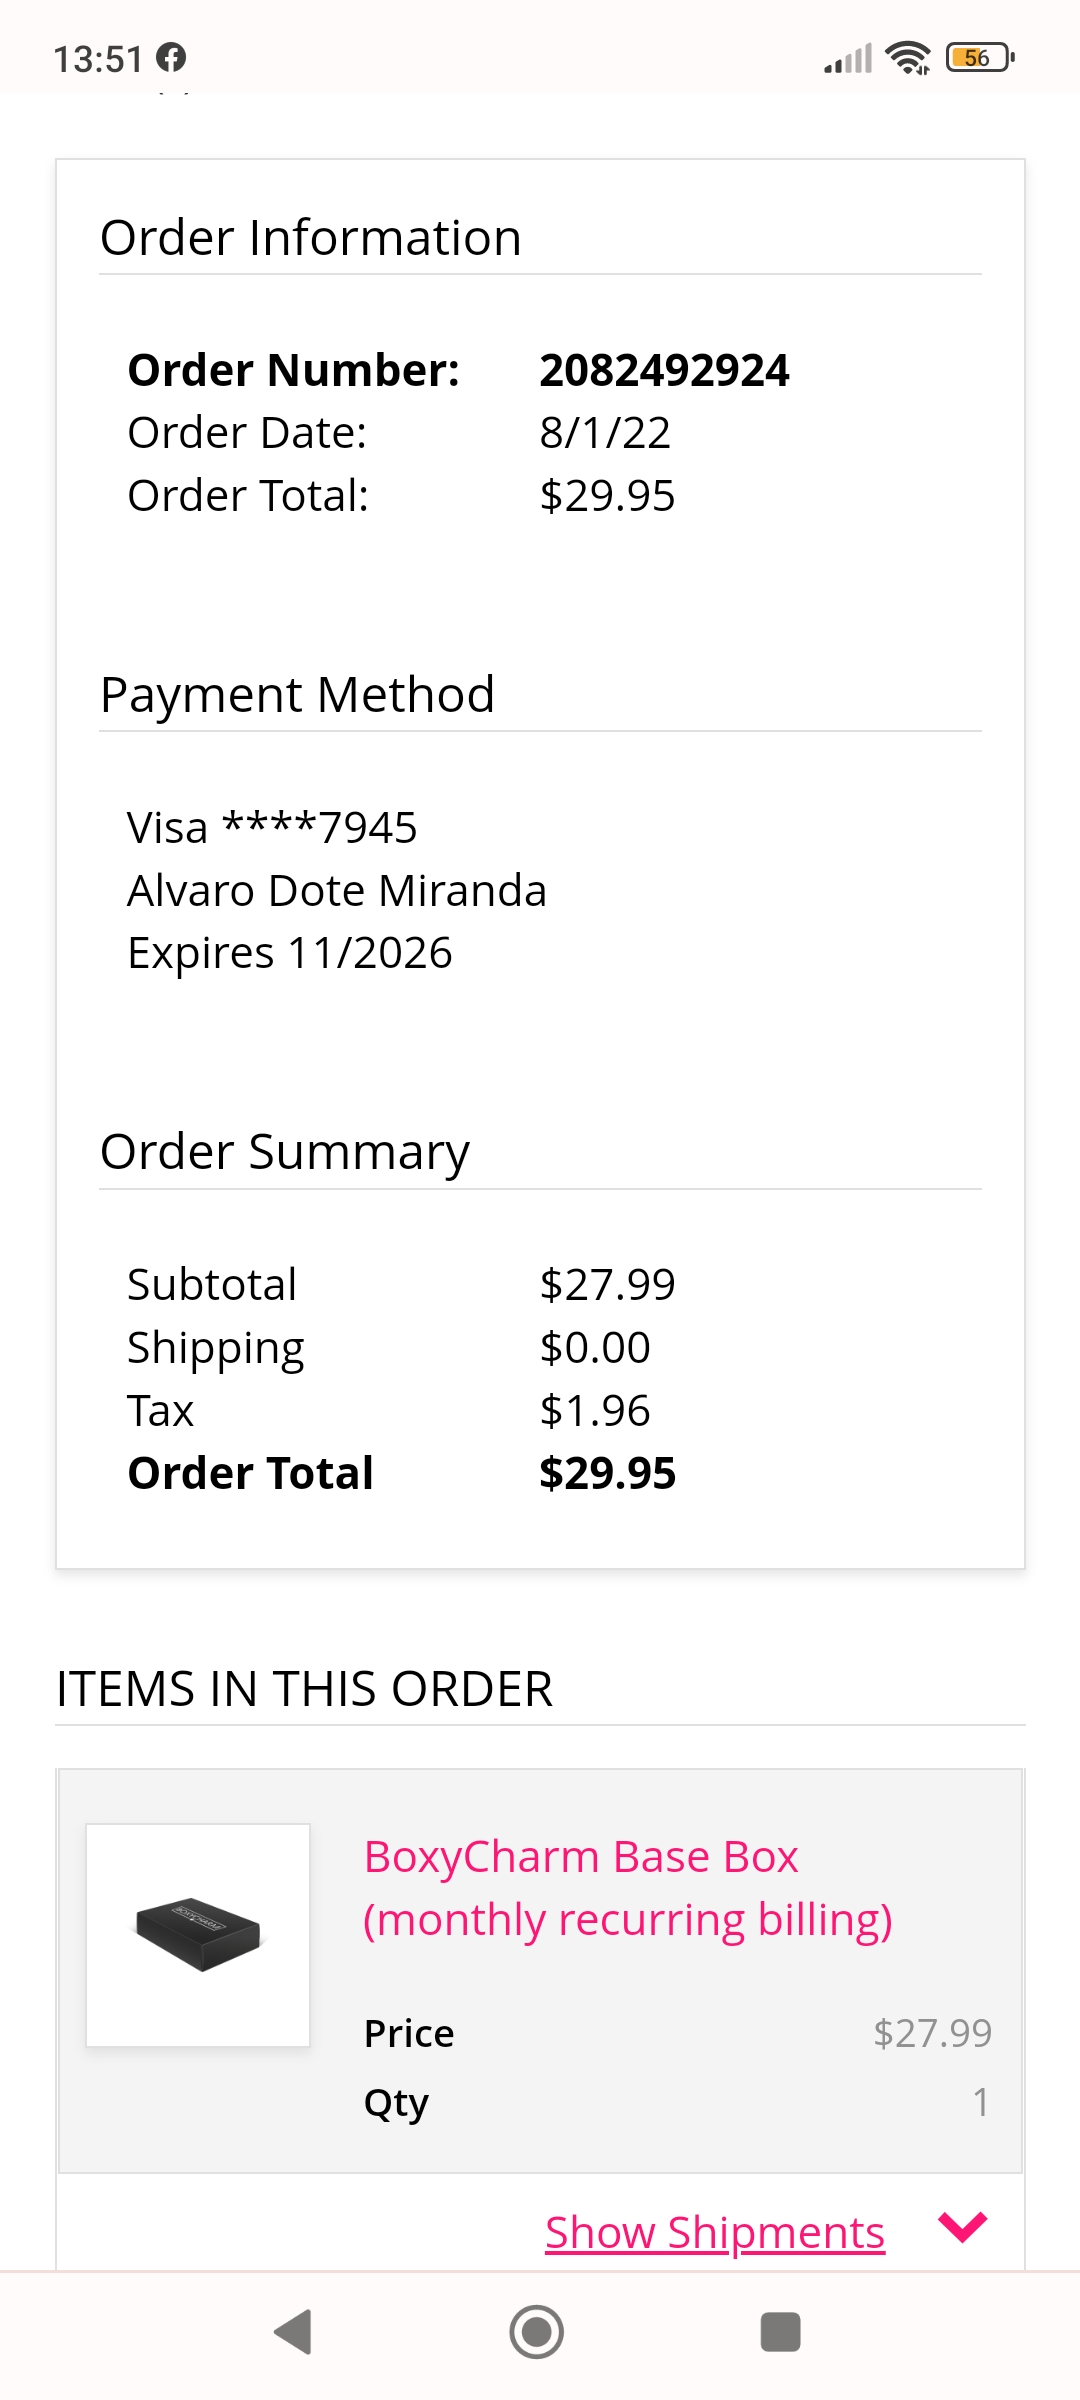 13:51
56
Order Information
Order Number: 2082492924
Order Date: 8/1/22
Order Total: $29.95
Payment Method
Visa ****7945
Alvaro Dote Miranda
Expires 11/2026
Order Summary
Subtotal $27.99
Shipping $0.00
Tax $1.96
Order Total $29.95
ITEMS IN THIS ORDER
BOXYCHARM
BoxyCharm Base Box
(monthly recurring billing)
Price $27.99
Qty 1
Show Shipments